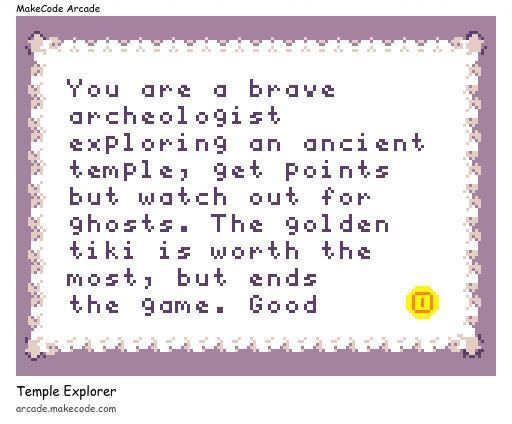 MakeCode Arcade
You are a brave
archeologist
exploring an ancient
temple, get points
but watch out for
ghosts. The golden
tiki is worth the
most, but ends
the game. Good
Temple Explorer
arcade.makecode.com